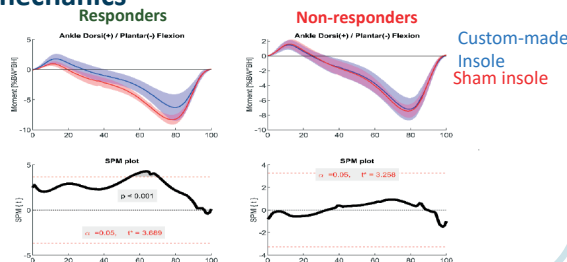 mechanics
Responders
Non-responders
Ankle Dorsi(+) / Plantar(-) Flexion
Ankle Dorsi(+) / Plantar(-) Flexion
Custom-made
Insole
Sham insole
Moment [%BW*BH]
5
0
-5
-10
0 20 40 60 80 100
2
0
-2
-4
-6
-8
-10
0 20 40 60 80 100
SPM plot
SPM plot
SPM { t }
5
0
-5
0 20 40 60 80 100
p < 0.001
α =0.05, t* = 3.689
SPM { t }
4
2
0
-2
-4
0 20 40 60 80 100
α =0.05, t* = 3.258